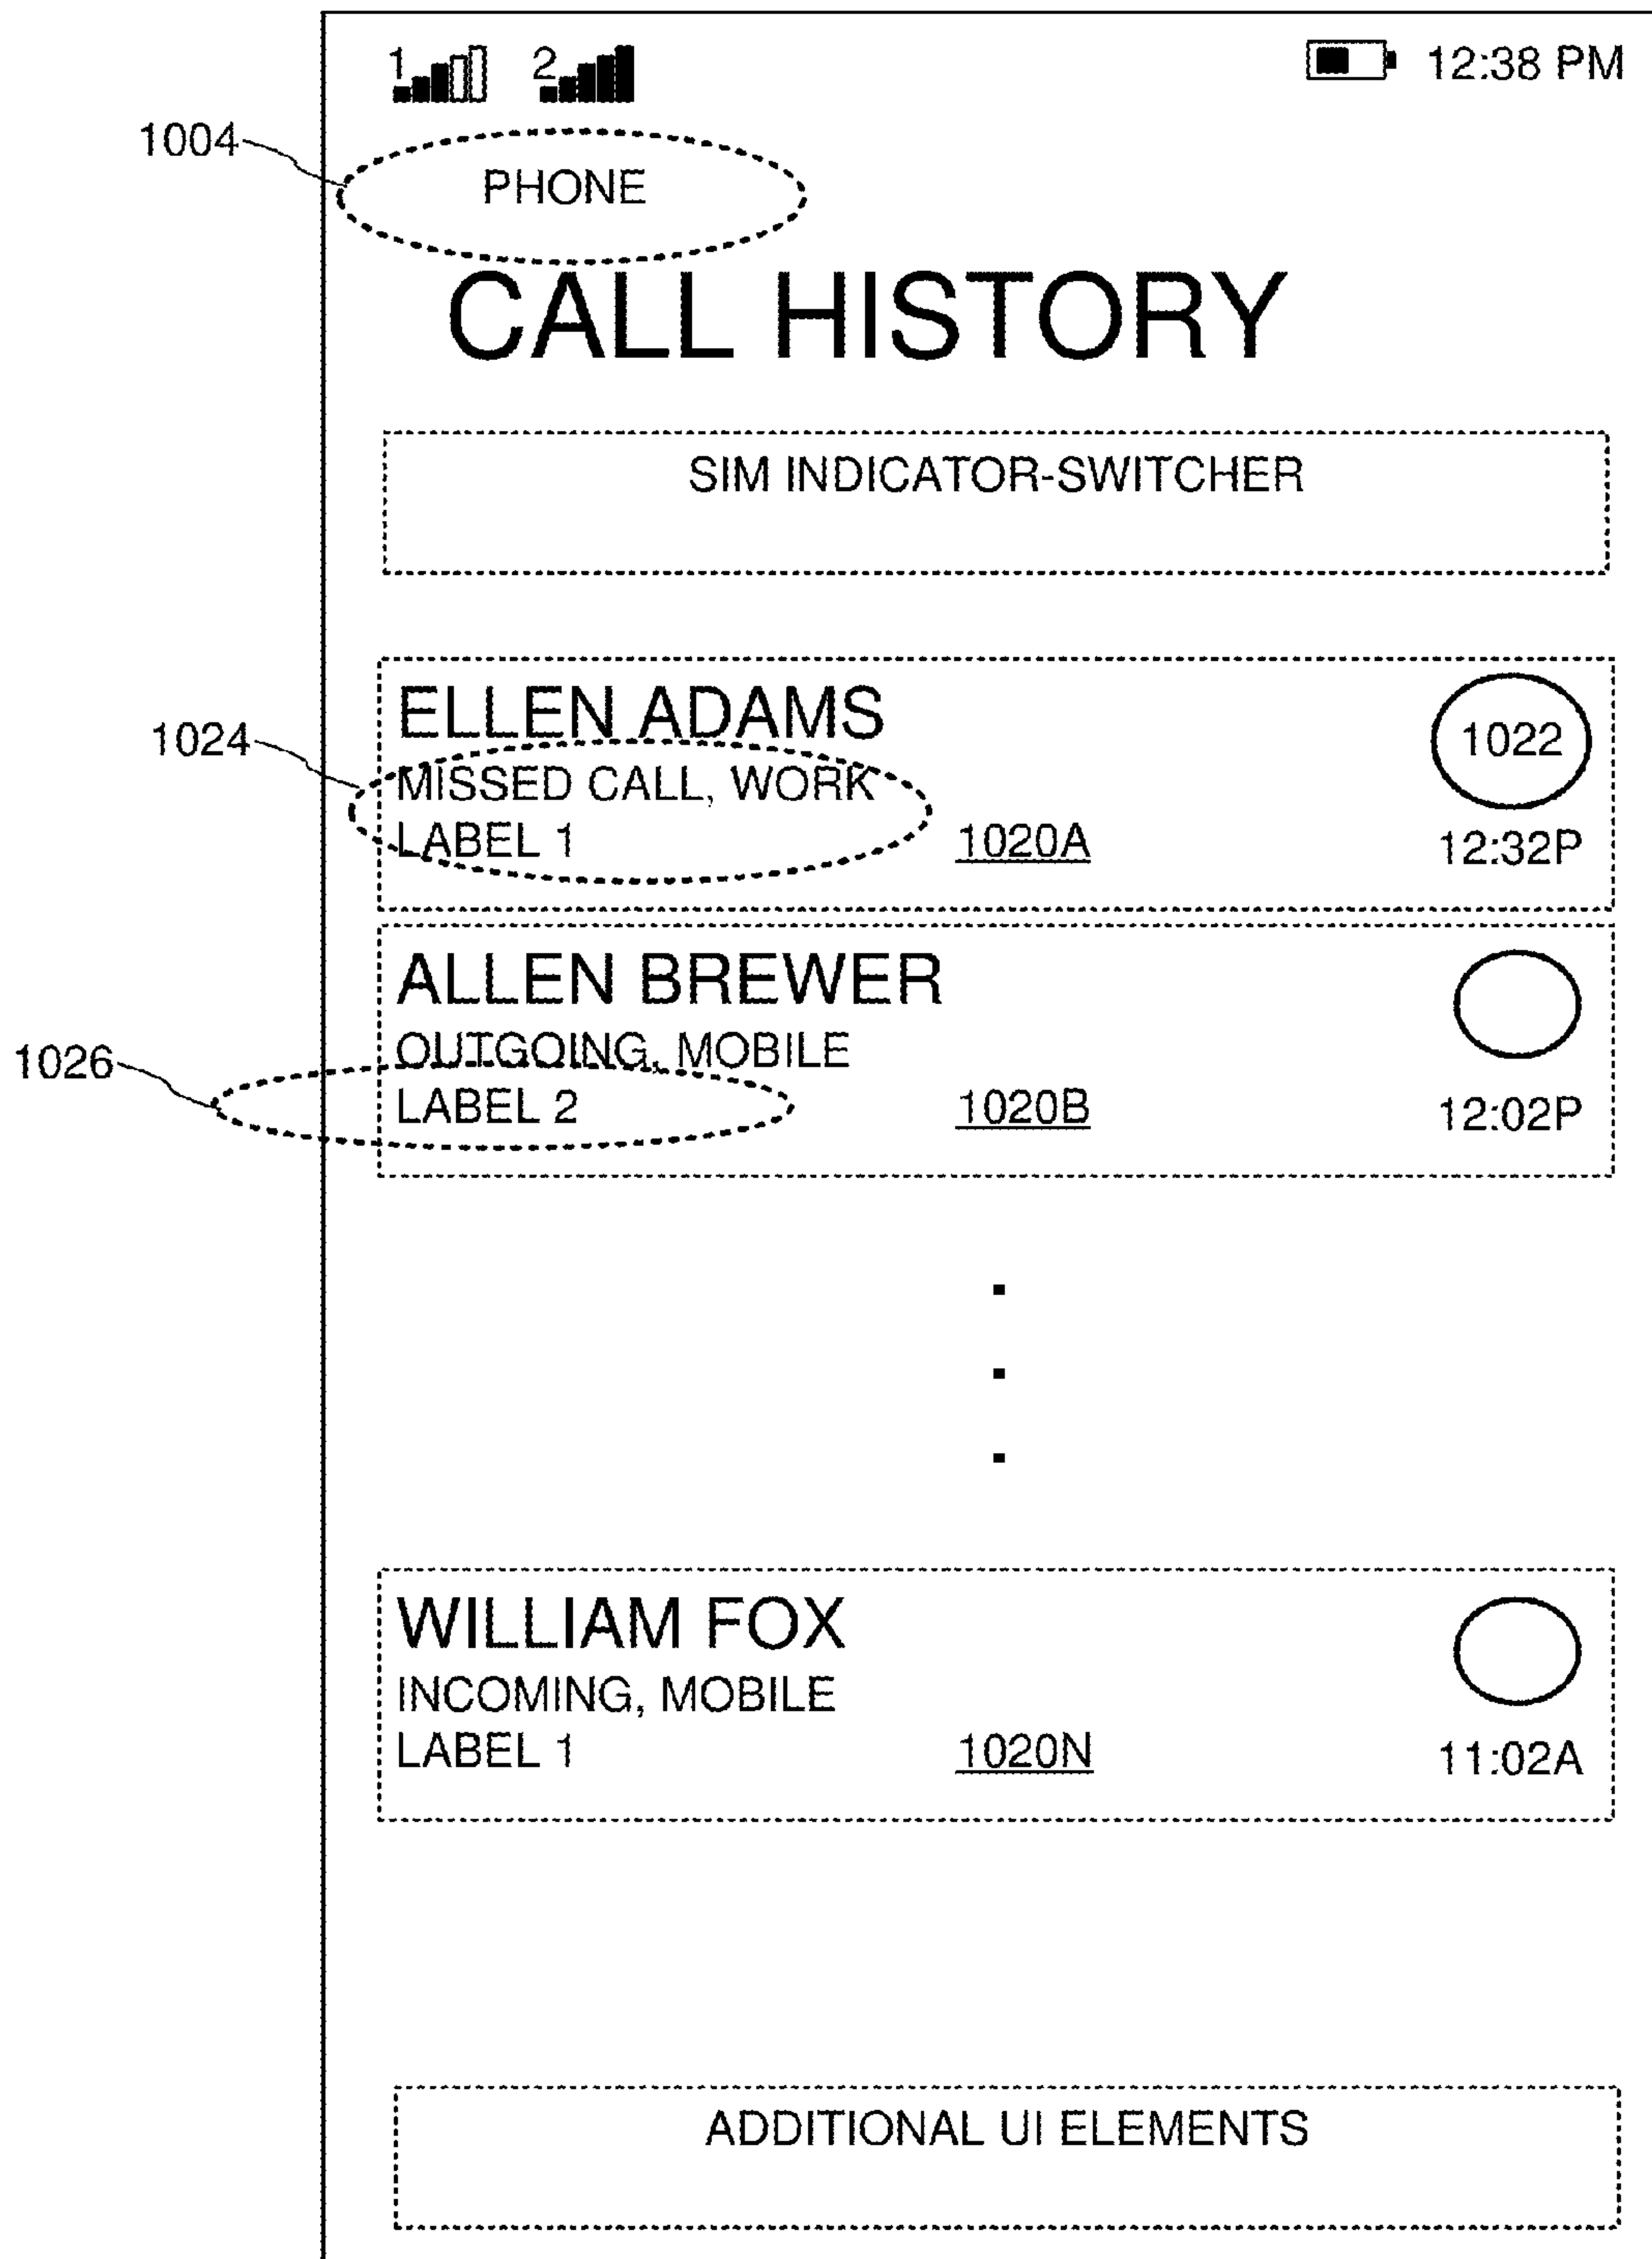 1 2 12:38 PM
1004
PHONE
CALL HISTORY
SIM INDICATOR-SWITCHER
ELLEN ADAMS
1022
1024
MISSED CALL, WORK
LABEL 1 1020A 12:32P
ALLEN BREWER
OUTGOING, MOBILE
1026
LABEL 2 1020B 12:02P
WILLIAM FOX
INCOMING, MOBILE
LABEL 1 1020N 11:02A
ADDITIONAL UI ELEMENTS